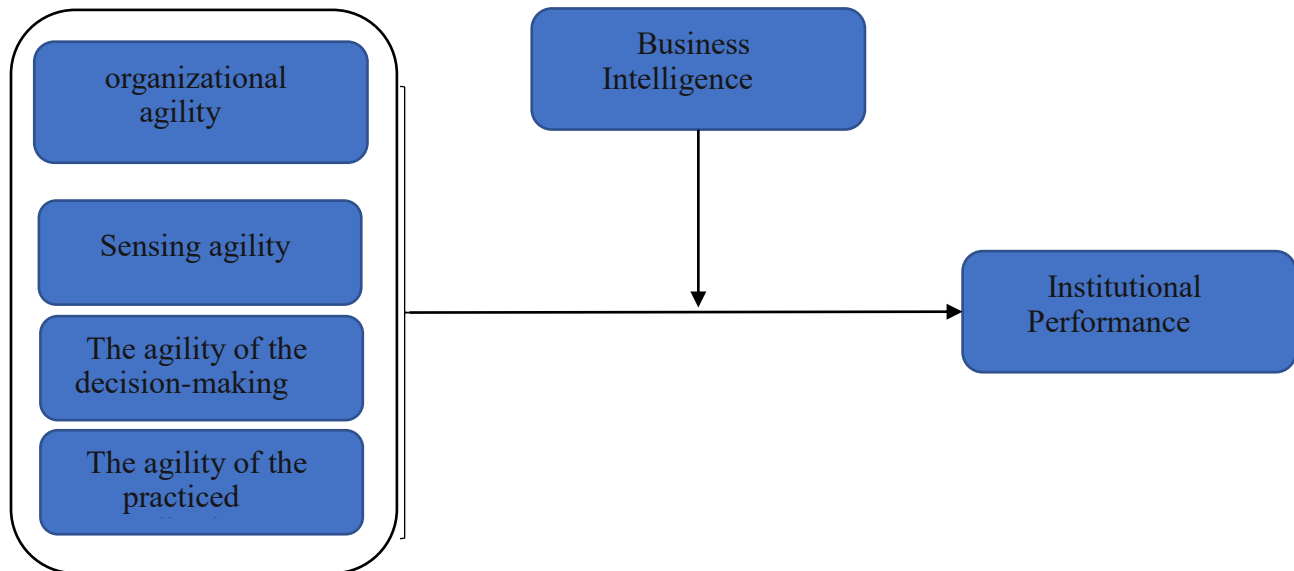 organizational
agility
Business
Intelligence
Sensing agility
Institutional
Performance
The agility of the
decision-making
The agility of the
practiced